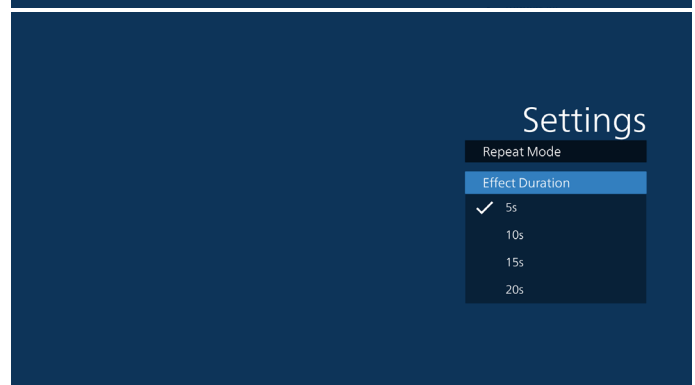 Settings
Repeat Mode
Effect Duration
5s
10s
15s
20s